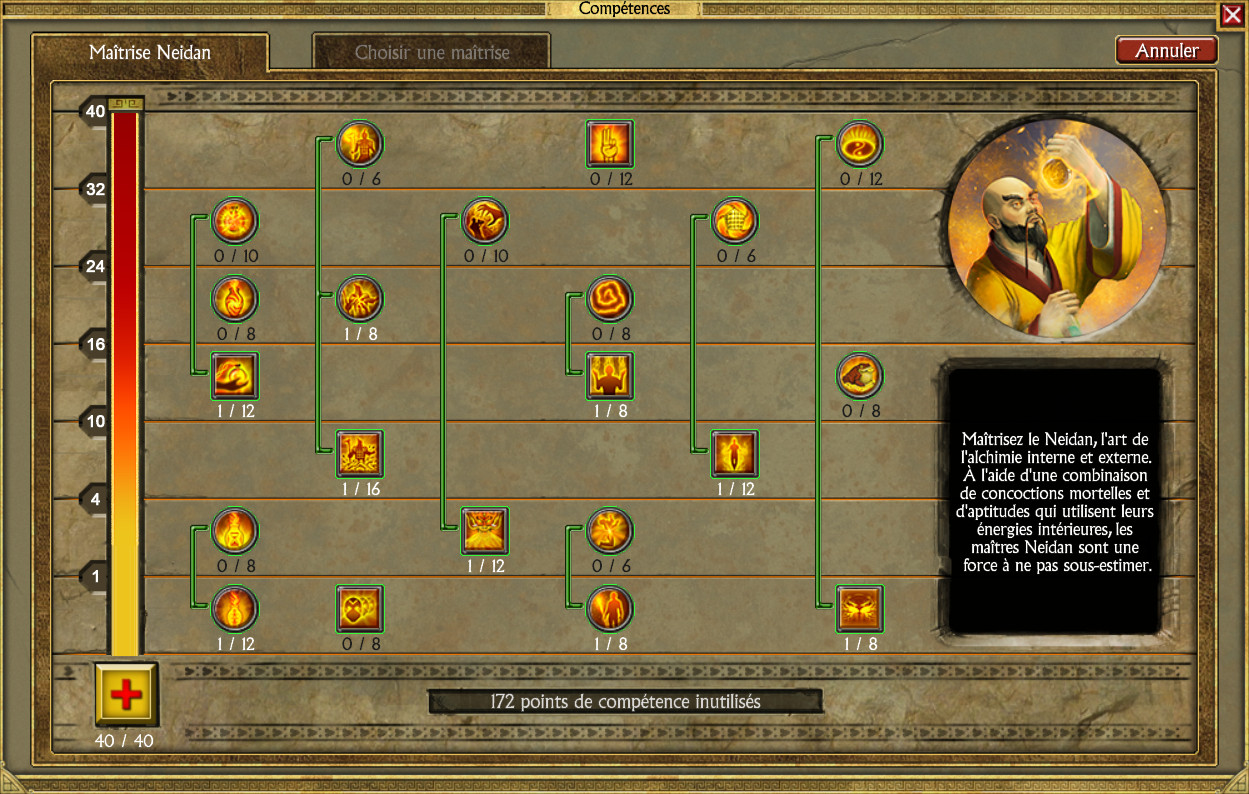 Compétences
Maîtrise Neidan
Choisir une maîtrise
Annuler
40
0 / 6
0 / 12
0 / 12
32
0 / 10
0 / 10
0 / 6
24
0 / 8
1 / 8
0 / 8
16
1 / 12
1 / 8
0 / 8
10
1 / 16
1 / 12
4
0 / 8
1 / 12
0 / 6
1
1 / 12
0 / 8
1 / 8
1 / 8
Maîtrisez le Neidan, l'art de
l'alchimie interne et externe.
À l'aide d'une combinaison
de concoctions mortelles et
d'aptitudes qui utilisent leurs
énergies intérieures, les
maîtres Neidan sont une
force à ne pas sous-estimer.
172 points de compétence inutilisés
40 / 40